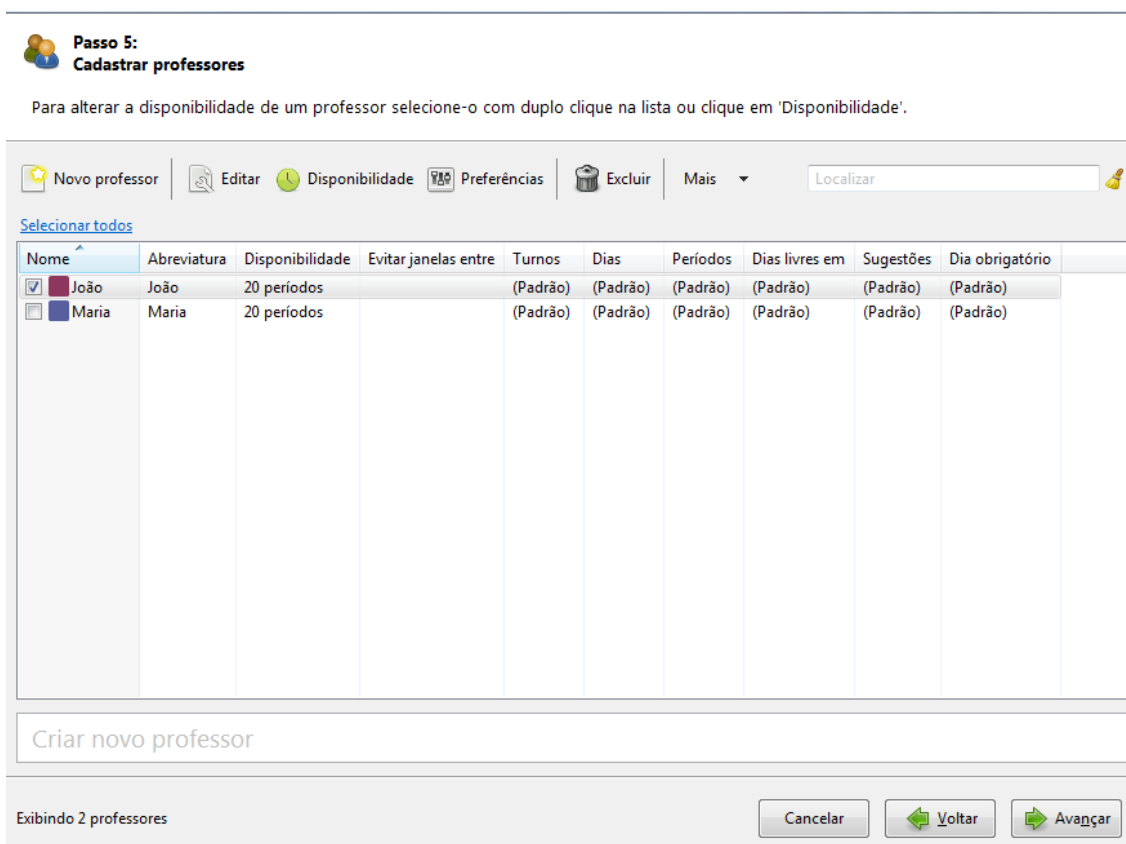 Passo 5:
Cadastrar professores
Para alterar a disponibilidade de um professor selecione-o com duplo clique na lista ou clique em 'Disponibilidade'.
Novo professor Editar Disponibilidade Preferências Excluir Mais Localizar
Selecionar todos
Nome Abreviatura Disponibilidade Evitar janelas entre Turnos Dias Períodos Dias livres em Sugestões Dia obrigatório
João João 20 períodos (Padrão) (Padrão) (Padrão) (Padrão) (Padrão) (Padrão)
Maria Maria 20 períodos (Padrão) (Padrão) (Padrão) (Padrão) (Padrão) (Padrão)
Criar novo professor
Exibindo 2 professores Cancelar Voltar Avançar